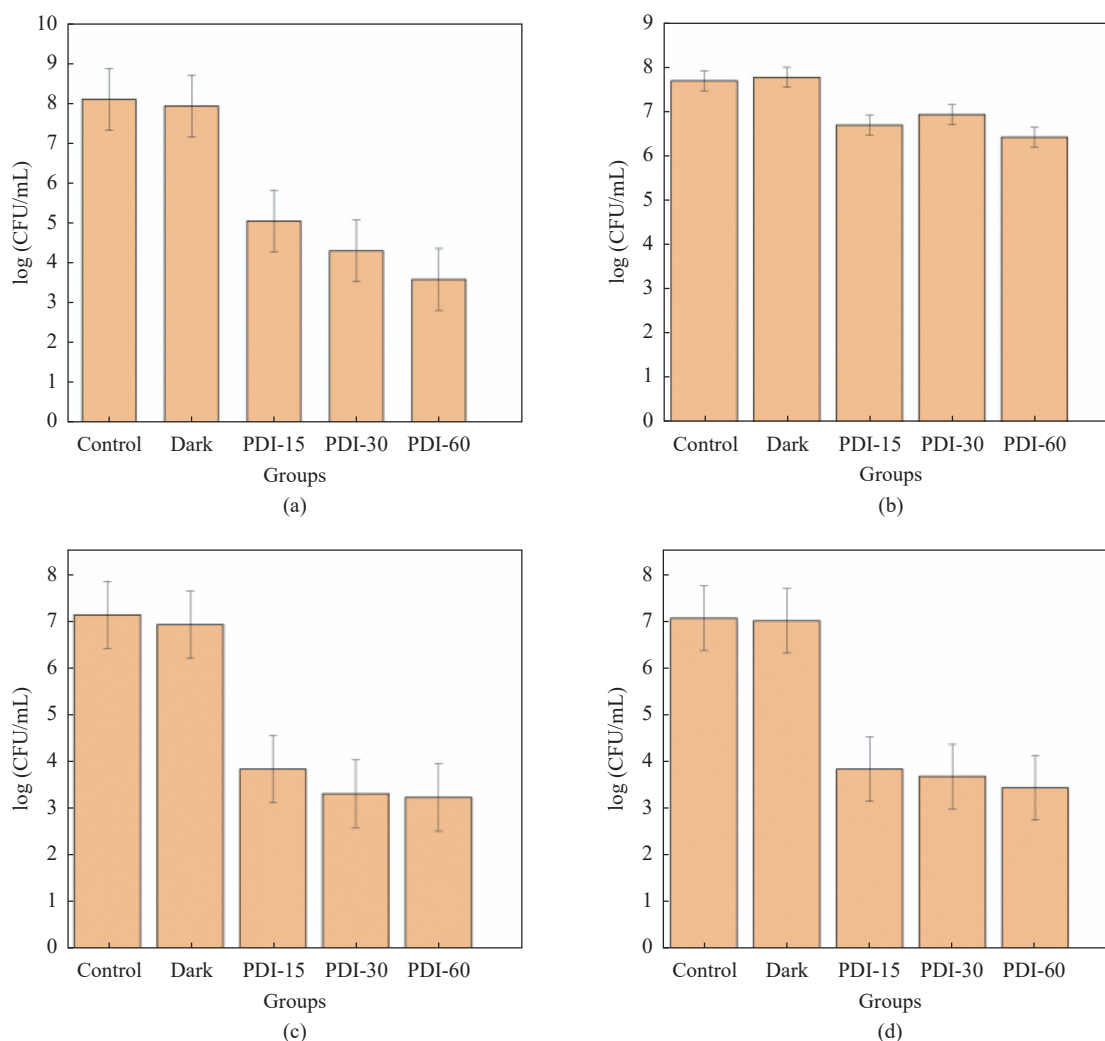 10
9
8
7
6
5
4
3
2
1
0
log (CFU/mL)
Control Dark PDI-15 PDI-30 PDI-60
Groups
(a)
9
8
7
6
5
4
3
2
1
0
log (CFU/mL)
Control Dark PDI-15 PDI-30 PDI-60
Groups
(b)
8
7
6
5
4
3
2
1
0
log (CFU/mL)
Control Dark PDI-15 PDI-30 PDI-60
Groups
(c)
8
7
6
5
4
3
2
1
0
log (CFU/mL)
Control Dark PDI-15 PDI-30 PDI-60
Groups
(d)